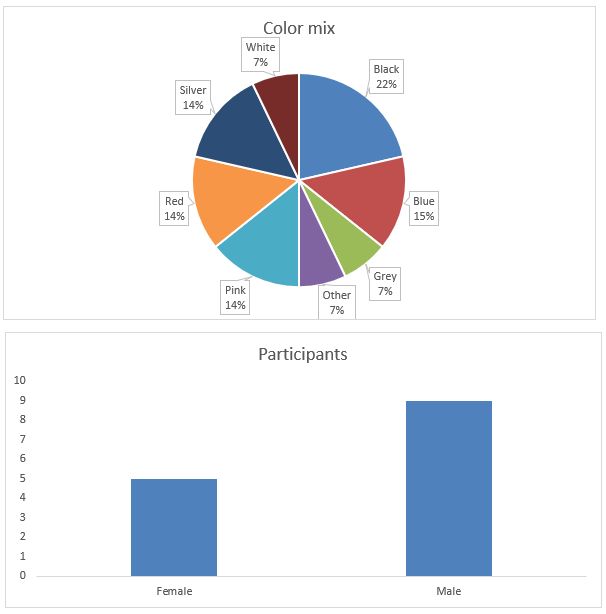 Color mix
White
7%
Black
22%
Silver
14%
Red
14%
Blue
15%
Grey
7%
Pink
14%
Other
7%
Participants
10
9
8
7
6
5
4
3
2
1
0
Female
Male